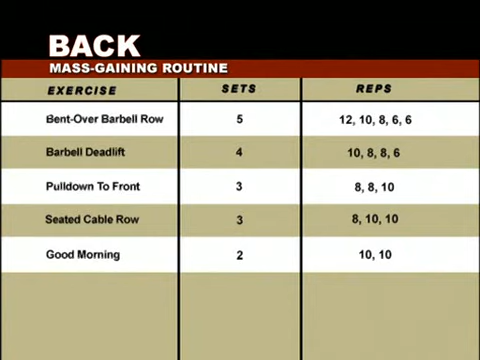 BACK
MASS-GAINING ROUTINE
EXERCISE SETS REPS
Bent-Over Barbell Row 5 12, 10, 8, 6, 6
Barbell Deadlift 4 10, 8, 8, 6
Pulldown To Front 3 8, 8, 10
Seated Cable Row 3 8, 10, 10
Good Morning 2 10, 10